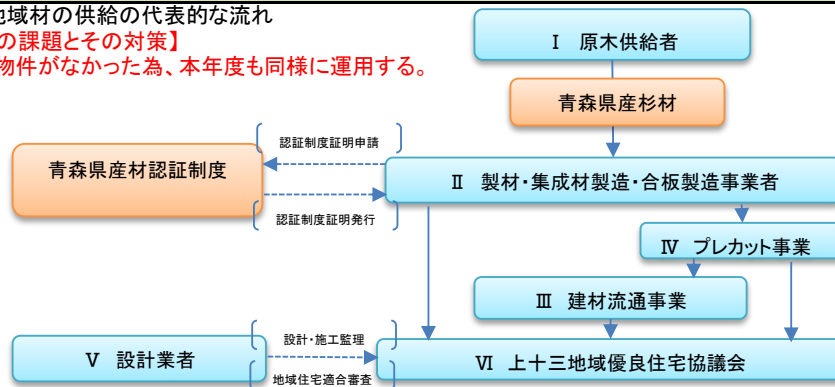 地域材の供給の代表的な流れ
の課題とその対策】
物件がなかった為、本年度も同様に運用する。
Ⅰ 原木供給者
青森県産杉材
認証制度証明申請
青森県産材認証制度
Ⅱ 製材・集成材製造・合板製造事業者
認証制度証明発行
Ⅳ プレカット事業
Ⅲ 建材流通事業
設計・施工監理
Ⅴ 設計業者
Ⅵ 上十三地域優良住宅協議会
地域住宅適合審査